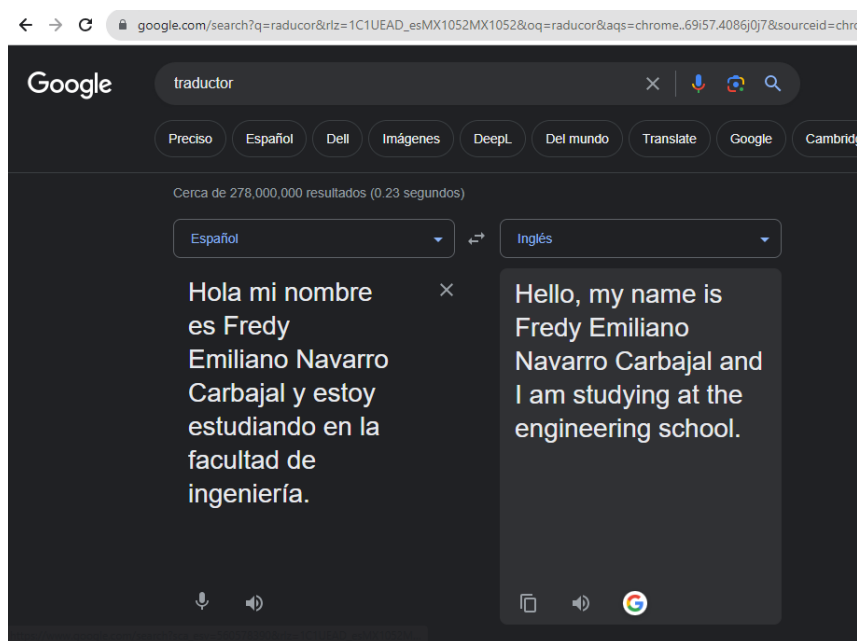 google.com/search?q=raducor&rlz=1C1UEAD_esMX1052MX1052&oq=raducor&aqs=chrome..69i57.4086j0j7&sourceid=chro
Google
traductor
Preciso Español Dell Imágenes DeepL Del mundo Translate Google Cambridg
Cerca de 278,000,000 resultados (0.23 segundos)
Español Inglés
Hola mi nombre
es Fredy
Emiliano Navarro
Carbajal y estoy
estudiando en la
facultad de
ingeniería.
Hello, my name is
Fredy Emiliano
Navarro Carbajal and
I am studying at the
engineering school.